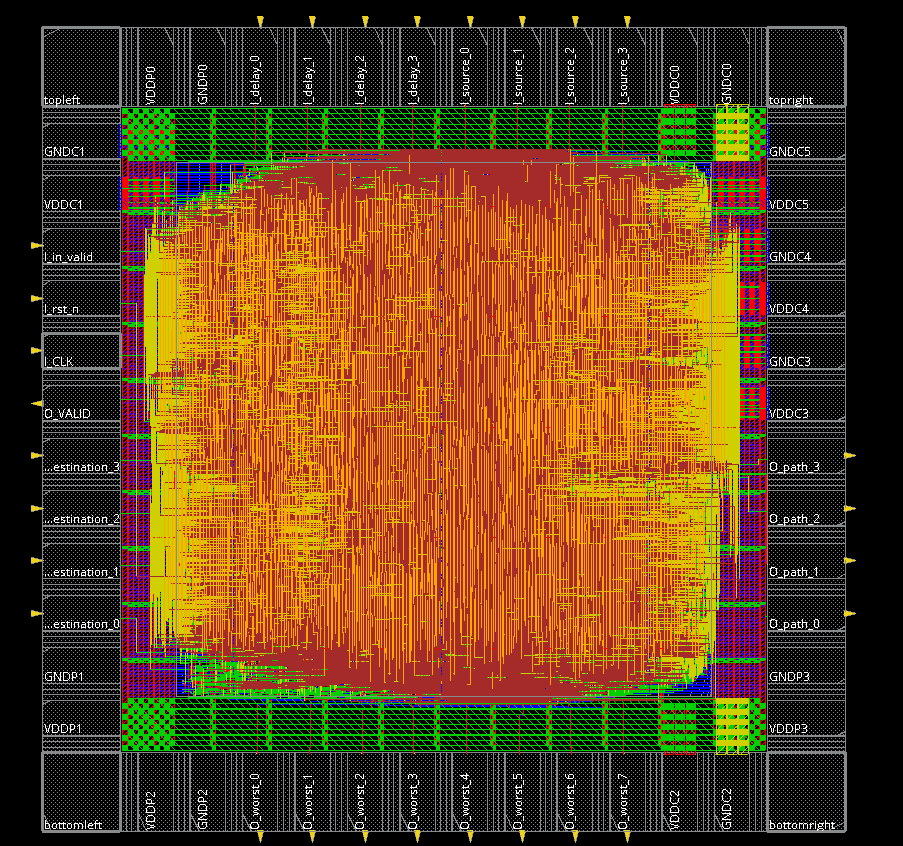 VDDP0
GNDP0
I_delay_0
I_delay_1
I_delay_2
I_delay_3
I_source_0
I_source_1
I_source_2
I_source_3
VDDC0
GNDC0
topleft
topright
GNDC1
GNDC5
VDDC1
VDDC5
I_in_valid
GNDC4
I_rst_n
VDDC4
I_CLK
GNDC3
O_VALID
VDDC3
...estination_3
O_path_3
...estination_2
O_path_2
...estination_1
O_path_1
...estination_0
O_path_0
GNDP1
GNDP3
VDDP1
VDDP3
VDDP2
GNDP2
O_worst_0
O_worst_1
O_worst_2
O_worst_3
O_worst_4
O_worst_5
O_worst_6
O_worst_7
VDDC2
GNDC2
bottomleft
bottomright